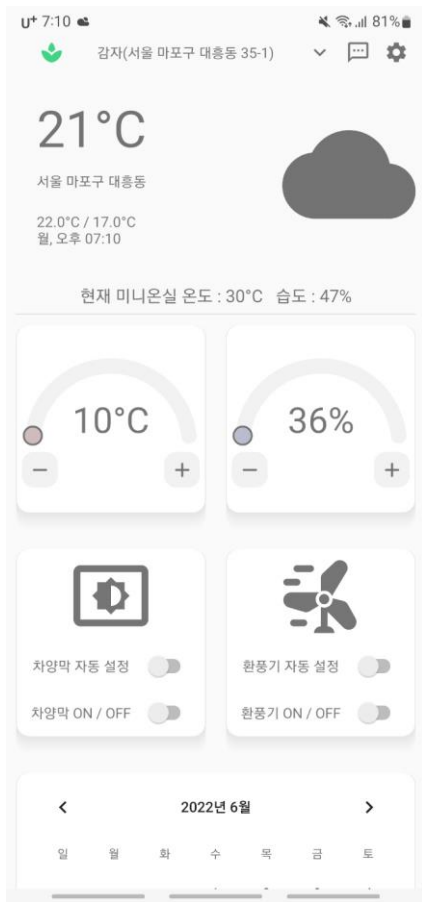 U+ 7:10 81%
감자(서울 마포구 대흥동 35-1)
21°C
서울 마포구 대흥동
22.0°C / 17.0°C
월, 오후 07:10
현재 미니온실 온도 : 30°C 습도 : 47%
10°C 36%
− + − +
차양막 자동 설정 환풍기 자동 설정
차양막 ON / OFF 환풍기 ON / OFF
2022년 6월
일 월 화 수 목 금 토